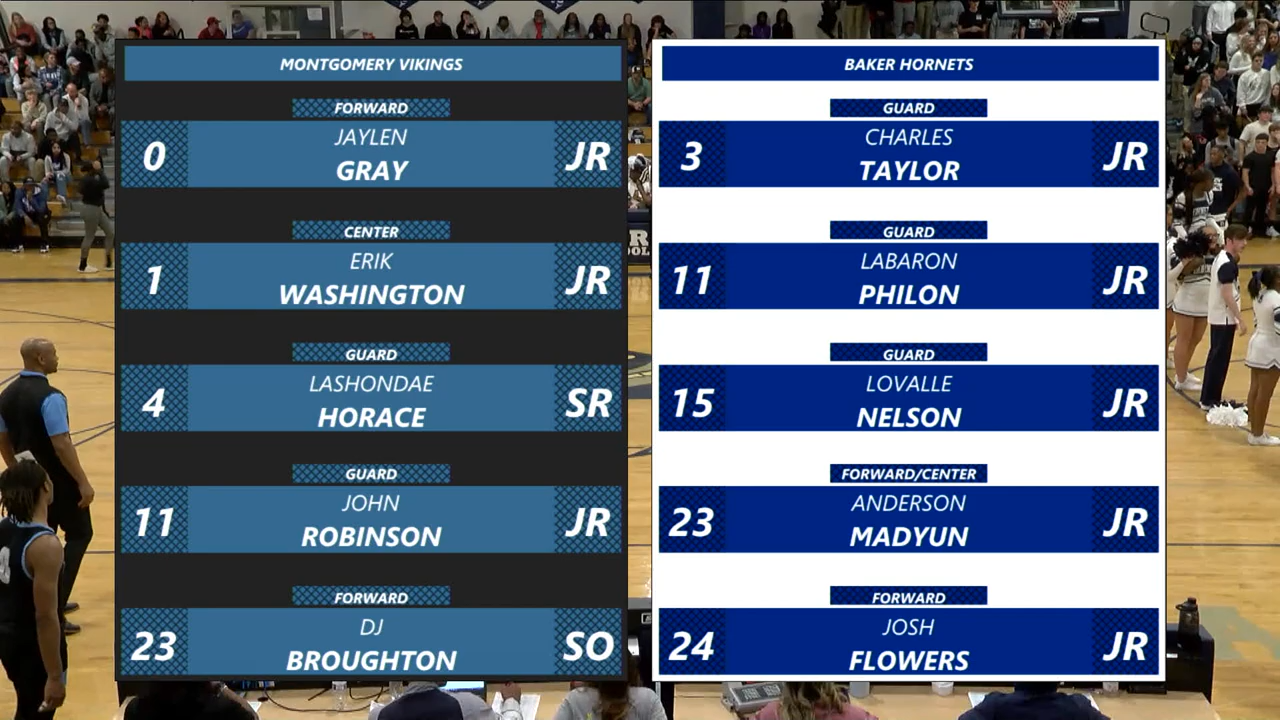 MONTGOMERY VIKINGS
FORWARD
0
JAYLEN
GRAY
JR
CENTER
1
ERIK
WASHINGTON
JR
GUARD
4
LASHONDAE
HORACE
SR
GUARD
11
JOHN
ROBINSON
JR
FORWARD
23
DJ
BROUGHTON
SO
BAKER HORNETS
GUARD
3
CHARLES
TAYLOR
JR
GUARD
11
LABARON
PHILON
JR
GUARD
15
LOVALLE
NELSON
JR
FORWARD/CENTER
23
ANDERSON
MADYUN
JR
FORWARD
24
JOSH
FLOWERS
JR